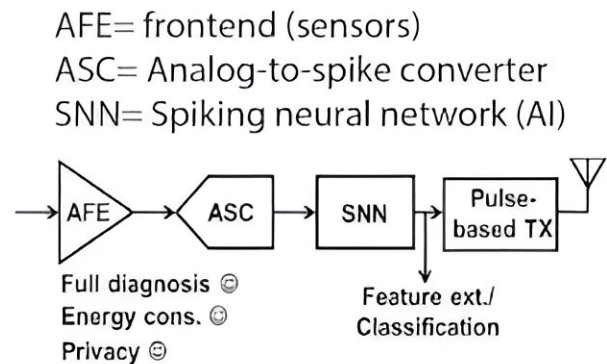 AFE= frontend (sensors)
ASC= Analog-to-spike converter
SNN= Spiking neural network (AI)
AFE
ASC
SNN
Pulse-
based TX
Full diagnosis ☺
Energy cons. ☺
Privacy ☺
Feature ext./
Classification